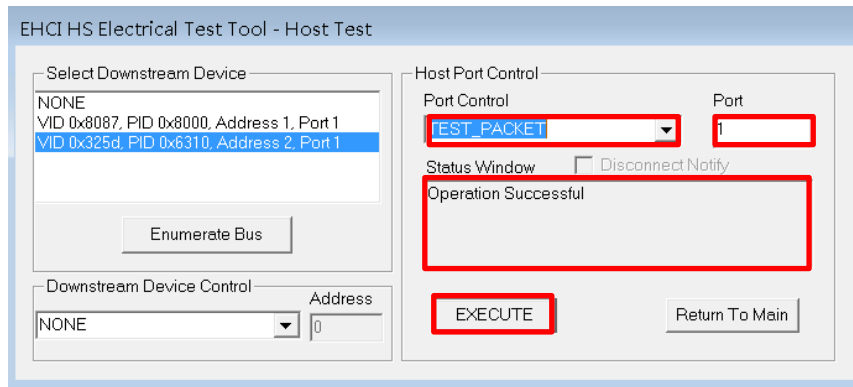 EHCI HS Electrical Test Tool - Host Test
Select Downstream Device
NONE
VID 0x8087, PID 0x8000, Address 1, Port 1
VID 0x325d, PID 0x6310, Address 2, Port 1
Enumerate Bus
Downstream Device Control
Address
NONE
0
Host Port Control
Port Control
Port
TEST_PACKET
1
Status Window
Disconnect Notify
Operation Successful
EXECUTE
Return To Main